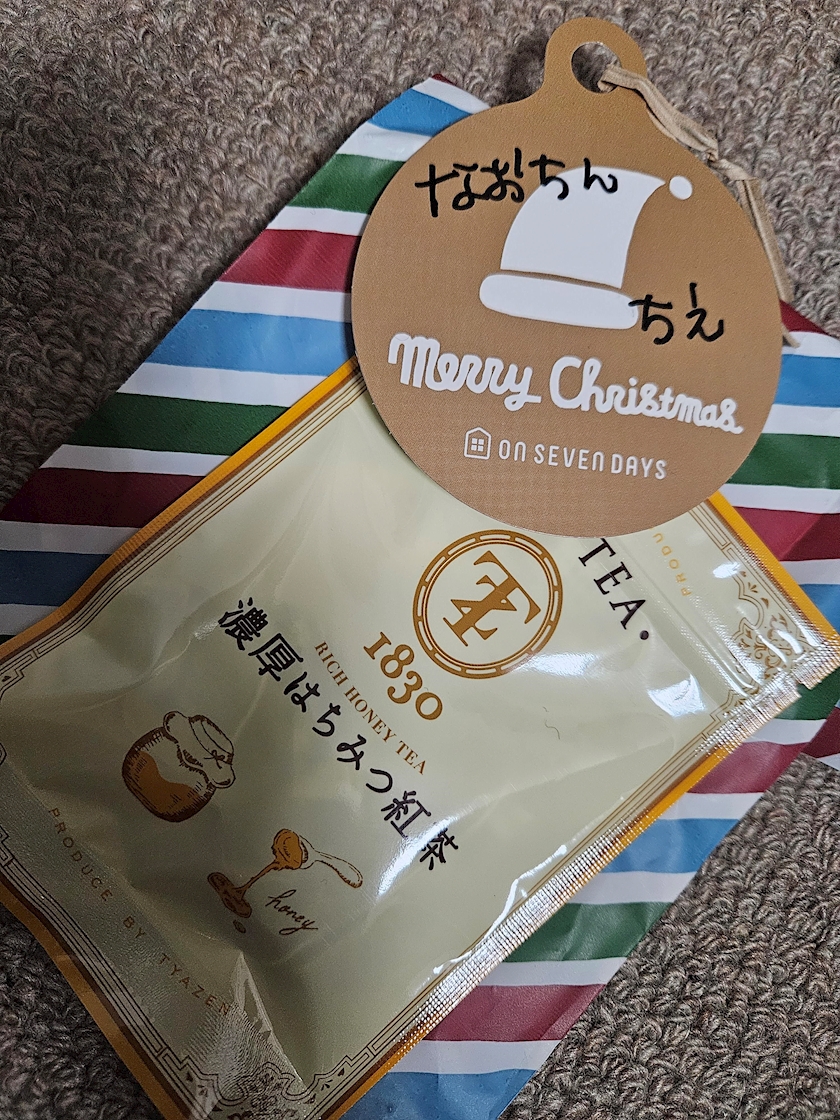 なおちん
ちえ
Merry Christmas
ON SEVEN DAYS
TEA.
PRODU
1830
RICH HONEY TEA
濃厚はちみつ紅茶
honey
PRODUCE BY TYAZEN